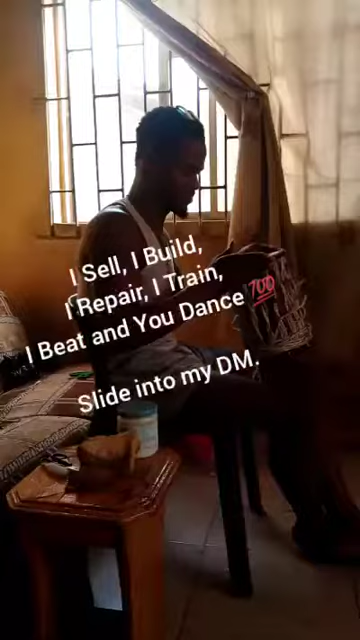 I Sell, I Build,
I Repair, I Train,
I Beat and You Dance 💯
Slide into my DM.